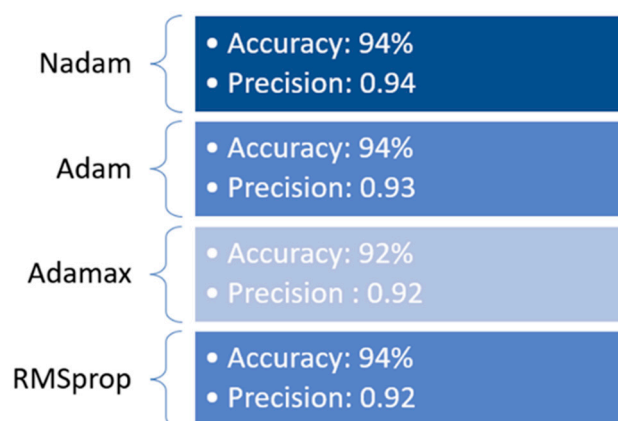 Nadam
• Accuracy: 94%
• Precision: 0.94
Adam
• Accuracy: 94%
• Precision: 0.93
Adamax
• Accuracy: 92%
• Precision : 0.92
RMSprop
• Accuracy: 94%
• Precision: 0.92